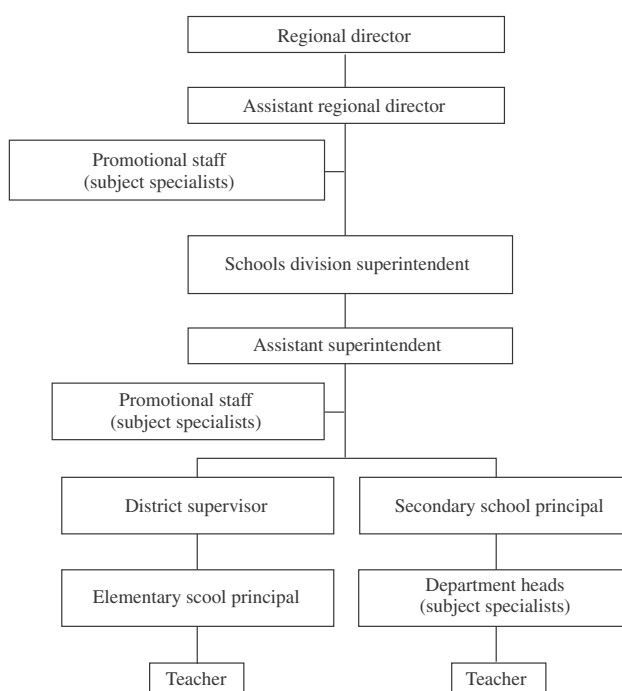 Regional director
Assistant regional director
Promotional staff
(subject specialists)
Schools division superintendent
Assistant superintendent
Promotional staff
(subject specialists)
District supervisor
Secondary school principal
Elementary scool principal
Department heads
(subject specialists)
Teacher
Teacher